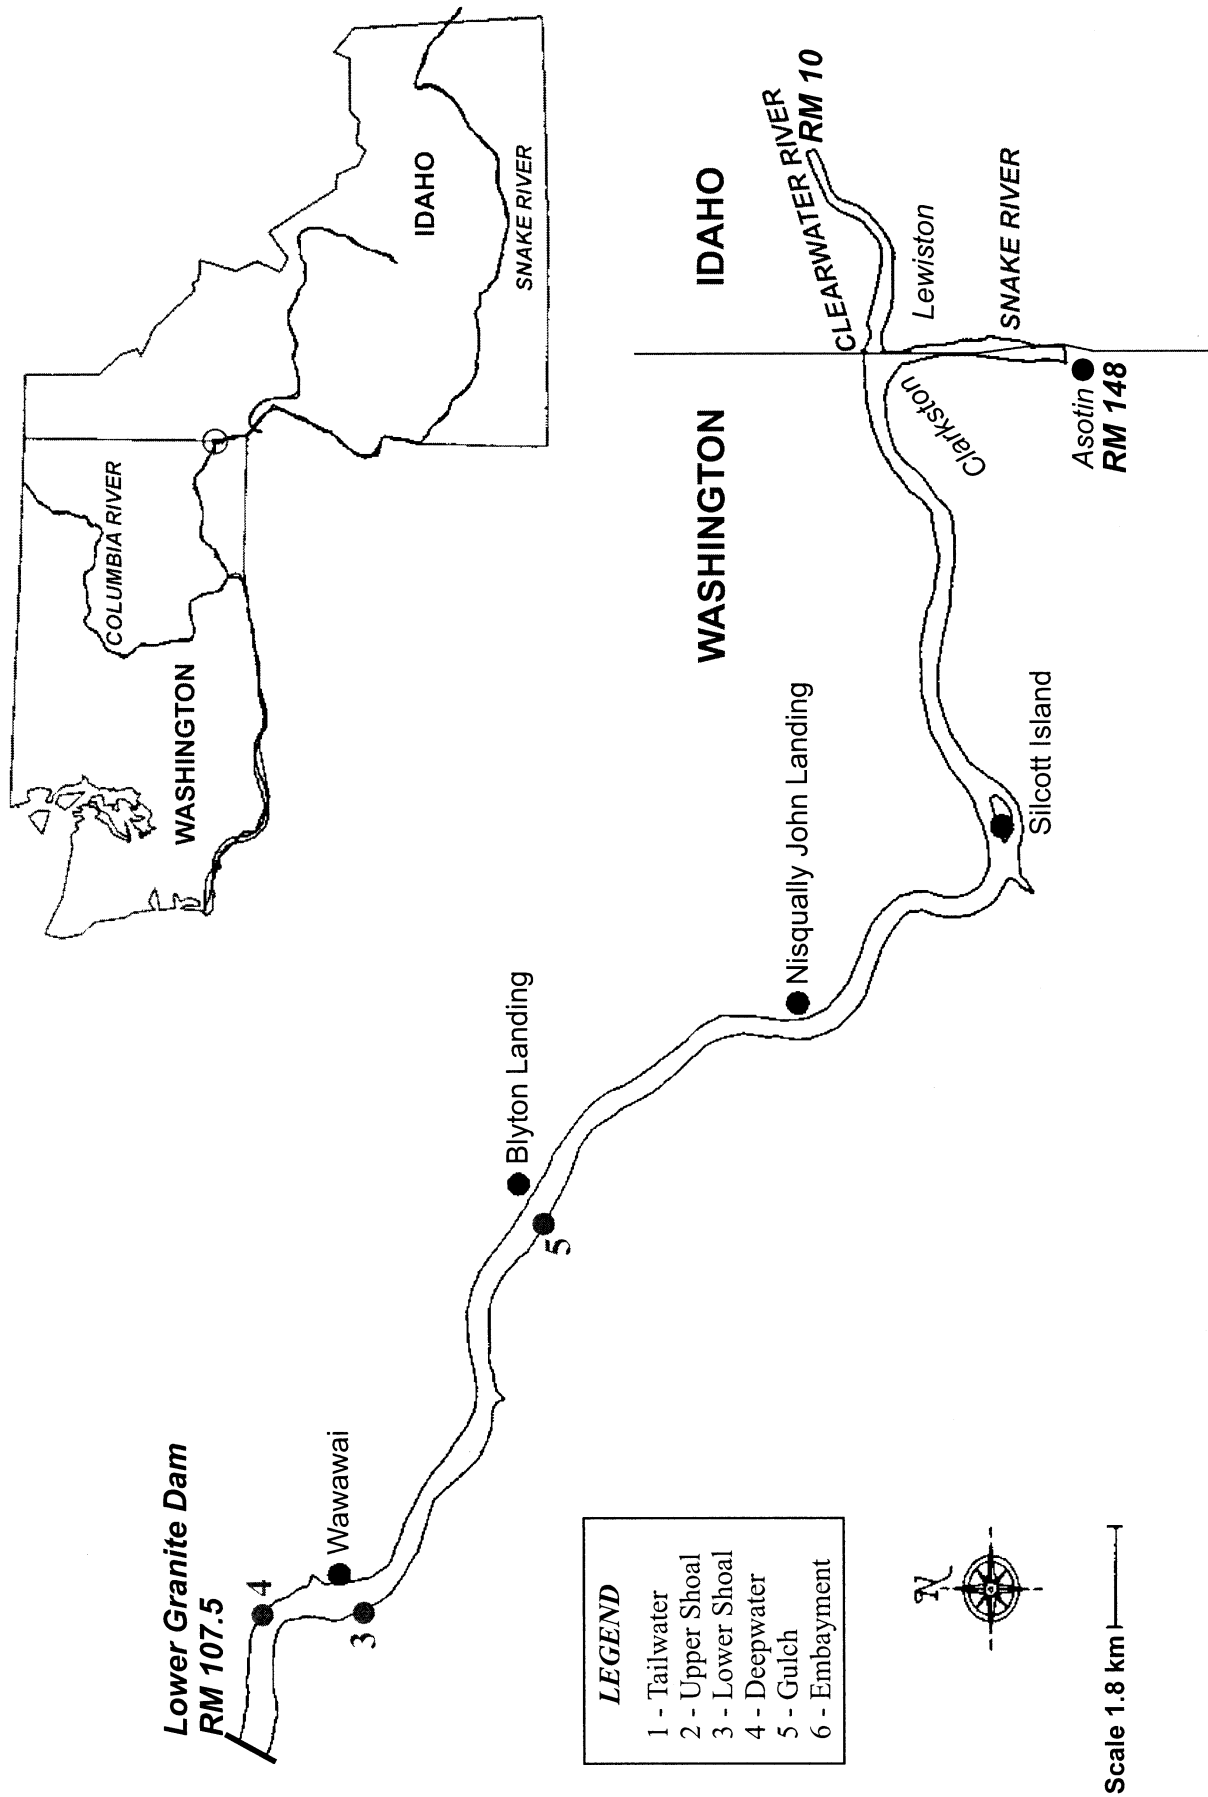 COLUMBIA RIVER
WASHINGTON
IDAHO
SNAKE RIVER
Lower Granite Dam
RM 107.5
4
Wawawai
3
Blyton Landing
5
Nisqually John Landing
Silcott Island
WASHINGTON
IDAHO
CLEARWATER RIVER
RM 10
Lewiston
SNAKE RIVER
Clarkston
Asotin
RM 148
LEGEND
1 - Tailwater
2 - Upper Shoal
3 - Lower Shoal
4 - Deepwater
5 - Gulch
6 - Embayment
N
Scale 1.8 km